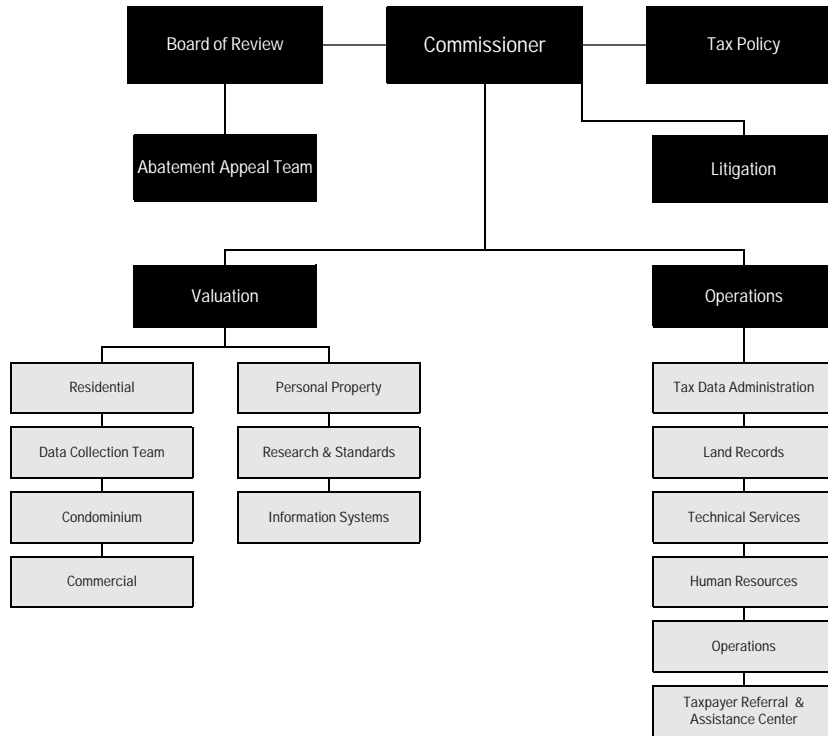 Board of Review
Commissioner
Tax Policy
Abatement Appeal Team
Litigation
Valuation
Operations
Residential
Personal Property
Tax Data Administration
Data Collection Team
Research & Standards
Land Records
Condominium
Information Systems
Technical Services
Commercial
Human Resources
Operations
Taxpayer Referral &
Assistance Center